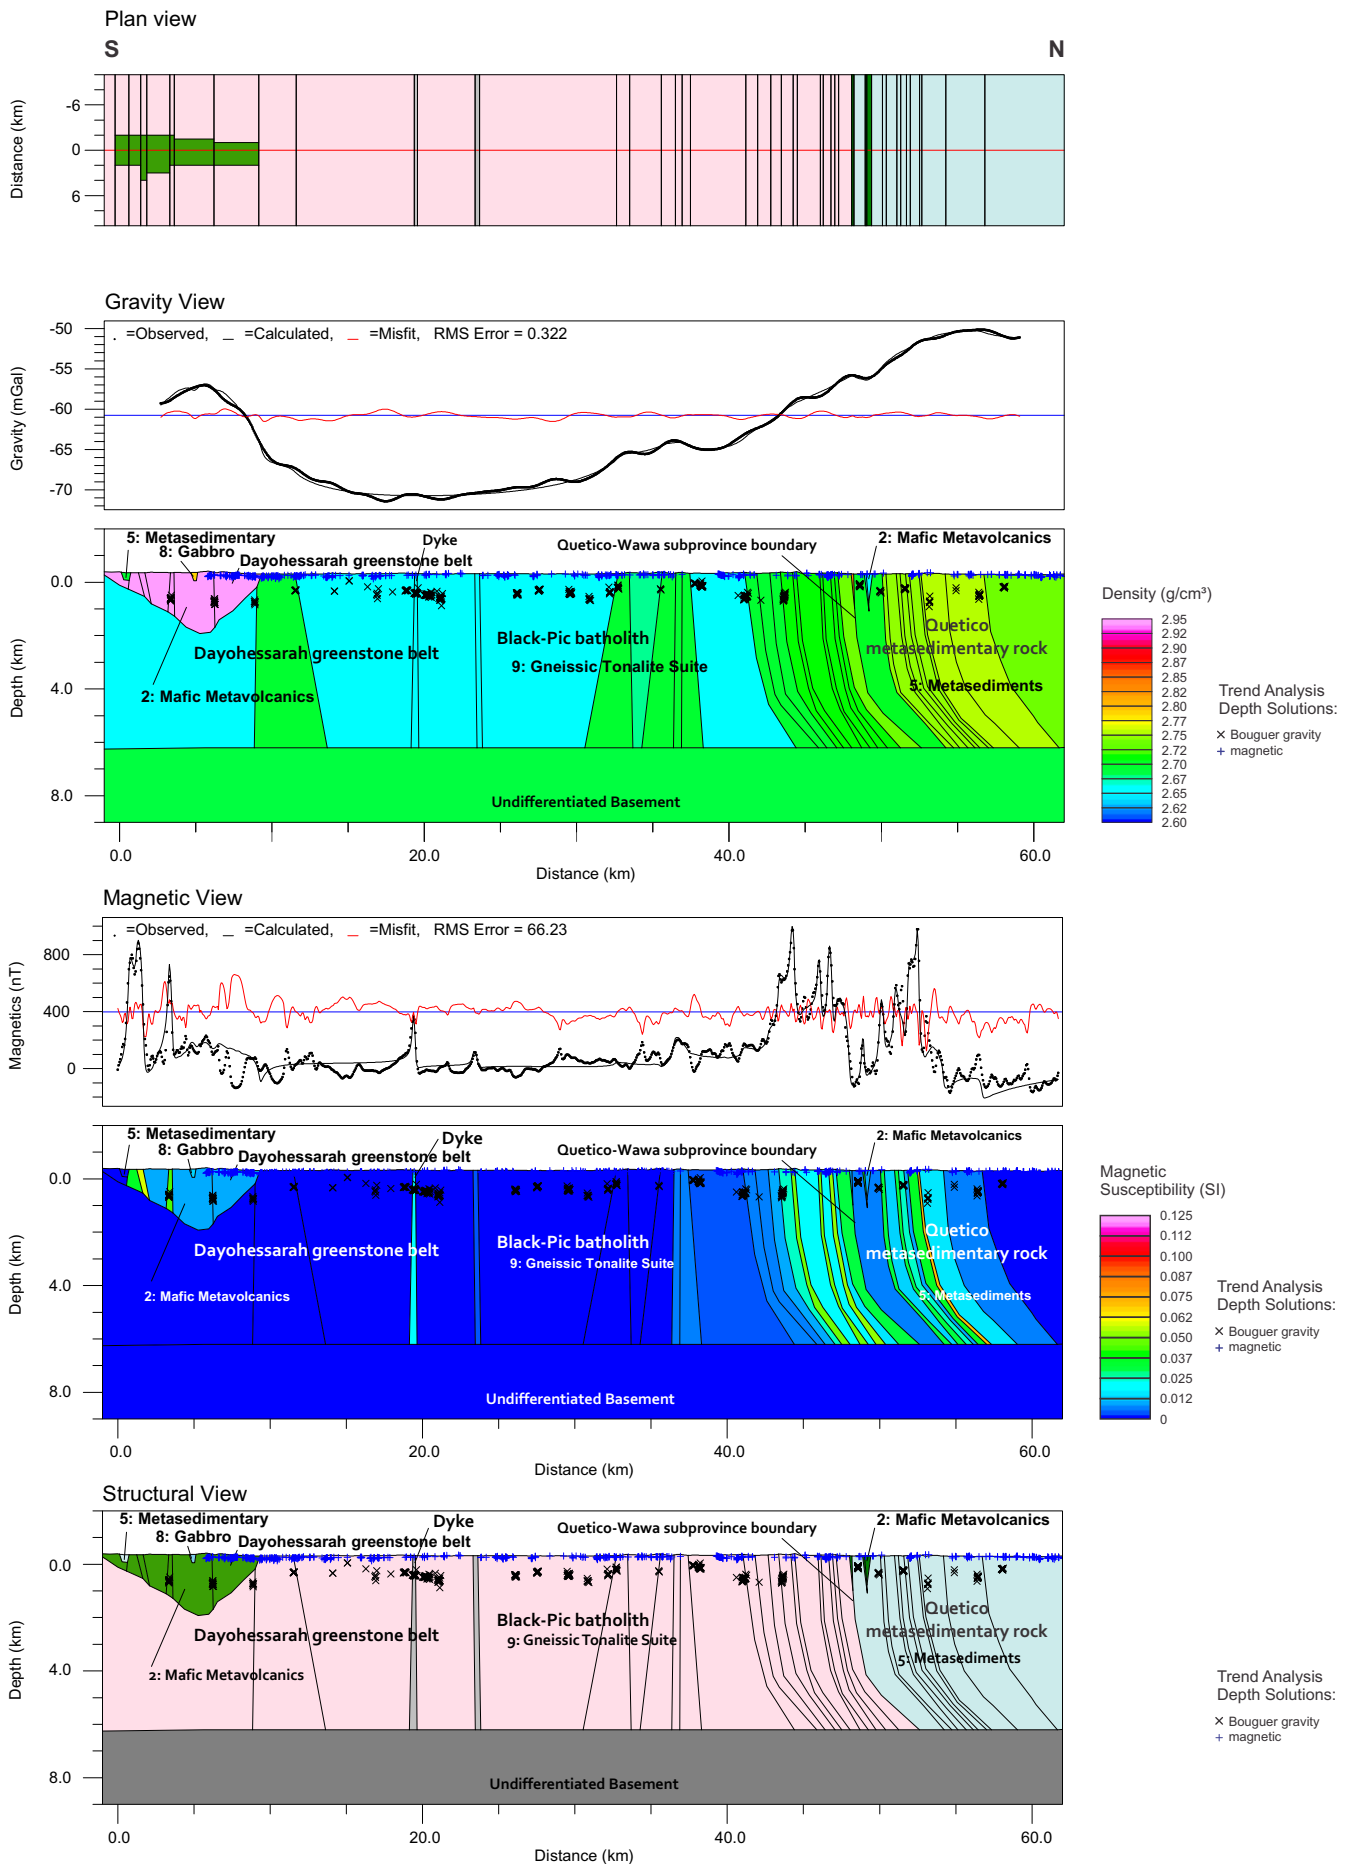 Plan view
S N
Distance (km)
-6
0
6
Gravity View
. =Observed, — =Calculated, — =Misfit, RMS Error = 0.322
Gravity (mGal)
-50
-55
-60
-65
-70
5: Metasedimentary
8: Gabbro
Dayohessarah greenstone belt
Dyke
Quetico-Wawa subprovince boundary
2: Mafic Metavolcanics
Depth (km)
0.0
4.0
8.0
Black-Pic batholith
9: Gneissic Tonalite Suite
Dayohessarah greenstone belt
2: Mafic Metavolcanics
Quetico
metasedimentary rock
5: Metasediments
Undifferentiated Basement
0.0 20.0 40.0 60.0
Distance (km)
Density (g/cm³)
2.95
2.92
2.90
2.87
2.85
2.82
2.80
2.77
2.75
2.72
2.70
2.67
2.65
2.62
2.60
Trend Analysis
Depth Solutions:
× Bouguer gravity
+ magnetic
Magnetic View
. =Observed, — =Calculated, — =Misfit, RMS Error = 66.23
Magnetics (nT)
800
400
0
5: Metasedimentary
8: Gabbro
Dayohessarah greenstone belt
Dyke
Quetico-Wawa subprovince boundary
2: Mafic Metavolcanics
Depth (km)
0.0
4.0
8.0
Dayohessarah greenstone belt
2: Mafic Metavolcanics
Black-Pic batholith
9: Gneissic Tonalite Suite
Quetico
metasedimentary rock
5: Metasediments
Undifferentiated Basement
0.0 20.0 40.0 60.0
Distance (km)
Magnetic
Susceptibility (SI)
0.125
0.112
0.100
0.087
0.075
0.062
0.050
0.037
0.025
0.012
0
Trend Analysis
Depth Solutions:
× Bouguer gravity
+ magnetic
Structural View
5: Metasedimentary
8: Gabbro
Dayohessarah greenstone belt
Dyke
Quetico-Wawa subprovince boundary
2: Mafic Metavolcanics
Depth (km)
0.0
4.0
8.0
Dayohessarah greenstone belt
2: Mafic Metavolcanics
Black-Pic batholith
9: Gneissic Tonalite Suite
Quetico
metasedimentary rock
5: Metasediments
Undifferentiated Basement
0.0 20.0 40.0 60.0
Distance (km)
Trend Analysis
Depth Solutions:
× Bouguer gravity
+ magnetic